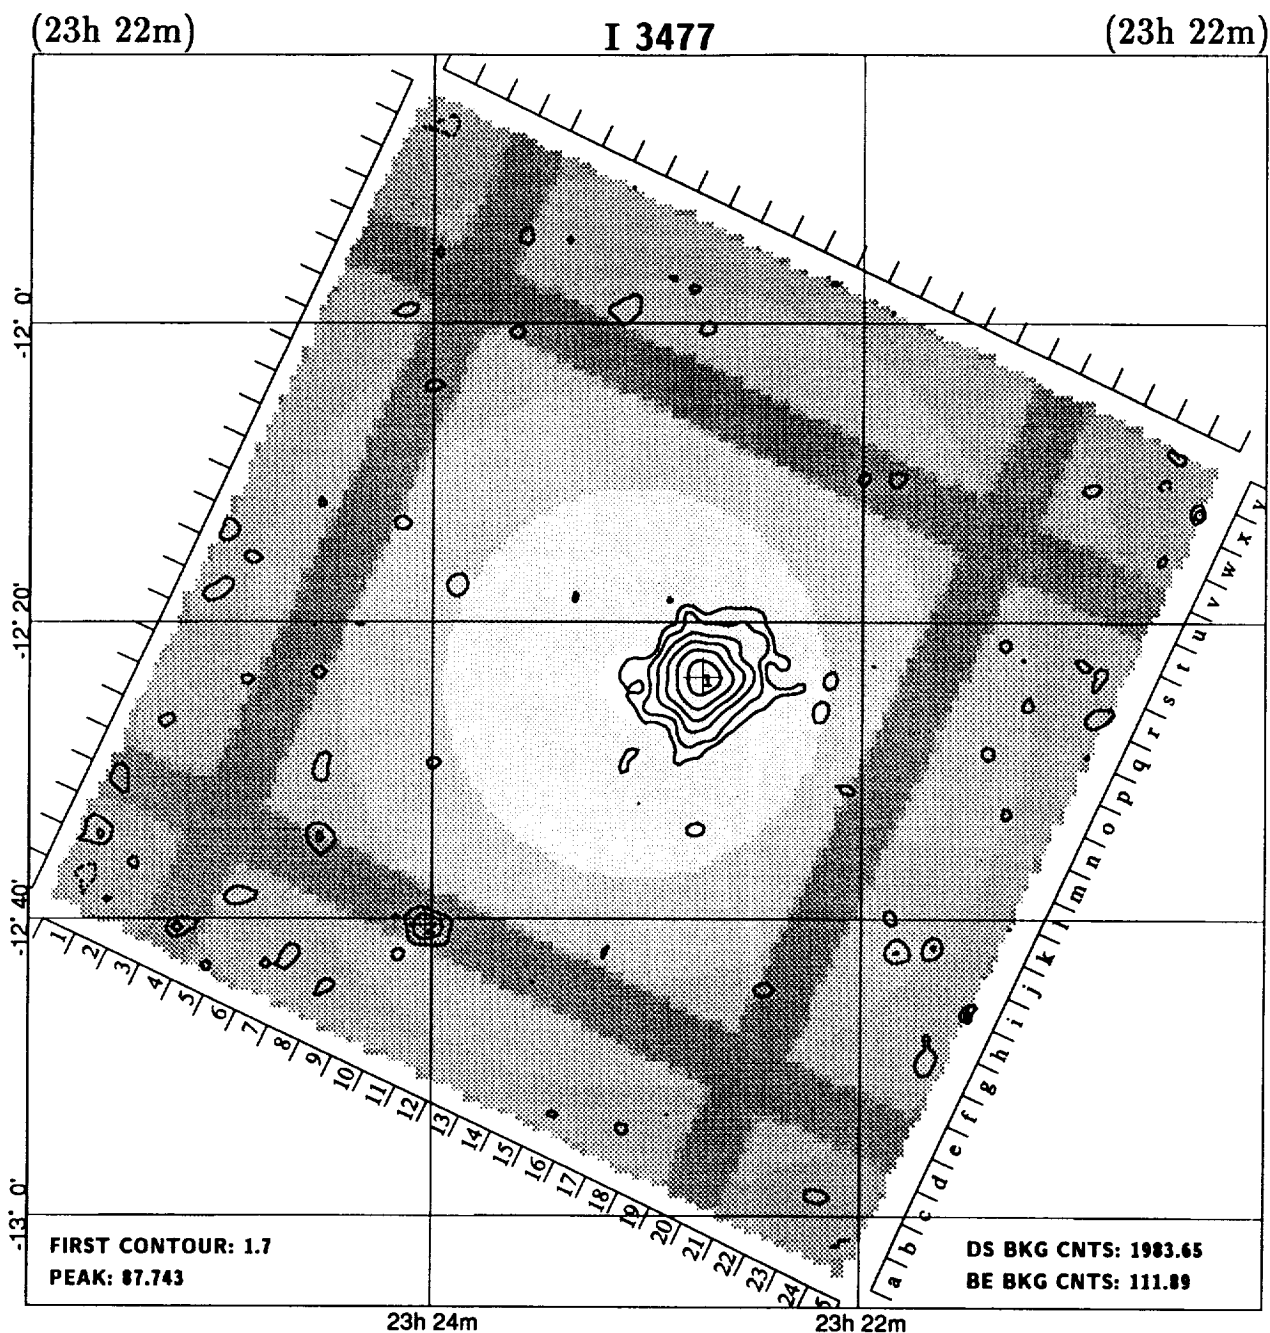 (23h 22m) I 3477 (23h 22m)
-12° 0'
-12° 20'
-12° 40'
-13° 0'
1
1 2 3 4 5 6 7 8 9 10 11 12 13 14 15 16 17 18 19 20 21 22 23 24
a b c d e f g h i j k l m n o p q r s t u v w x y
FIRST CONTOUR: 1.7
PEAK: 87.743
DS BKG CNTS: 1983.65
BE BKG CNTS: 111.89
23h 24m 23h 22m